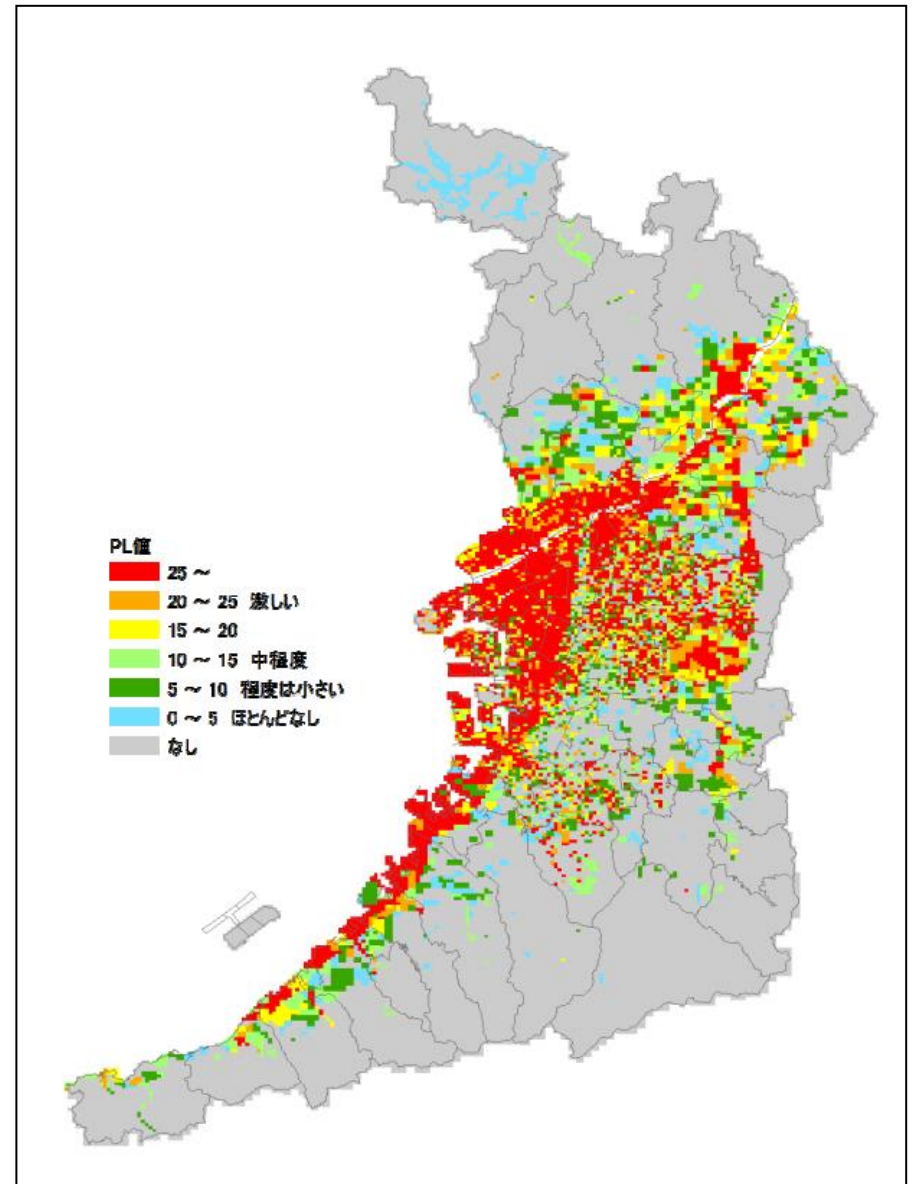 PL値
25 ～
20 ～ 25 激しい
15 ～ 20
10 ～ 15 中程度
5 ～ 10 程度は小さい
0 ～ 5 ほとんどなし
なし